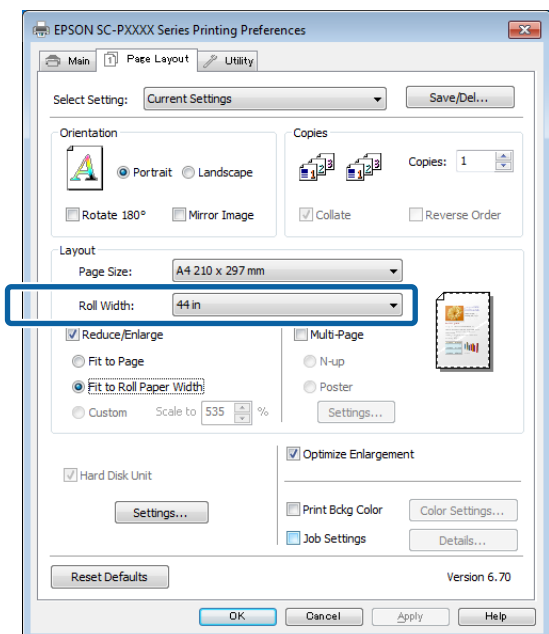 EPSON SC-PXXXX Series Printing Preferences
Main Page Layout Utility
Select Setting: Current Settings Save/Del...
Orientation Copies
Portrait Landscape Copies: 1
Rotate 180° Mirror Image Collate Reverse Order
Layout
Page Size: A4 210 x 297 mm
Roll Width: 44 in
Reduce/Enlarge Multi-Page
Fit to Page N-up
Fit to Roll Paper Width Poster
Custom Scale to 535 % Settings...
Optimize Enlargement
Hard Disk Unit
Settings... Print Bckg Color Color Settings...
Job Settings Details...
Reset Defaults Version 6.70
OK Cancel Apply Help